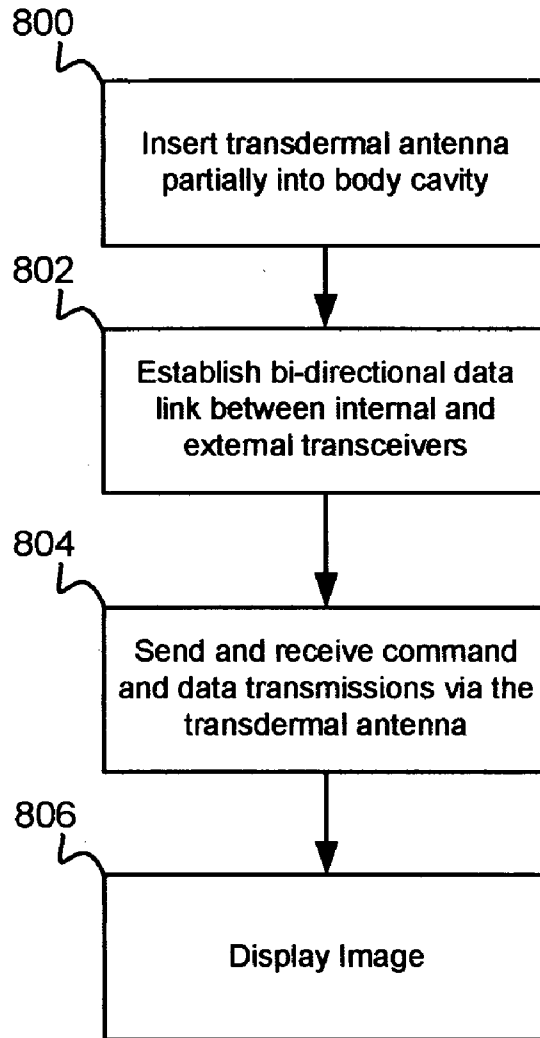 800
Insert transdermal antenna
partially into body cavity
802
Establish bi-directional data
link between internal and
external transceivers
804
Send and receive command
and data transmissions via the
transdermal antenna
806
Display Image